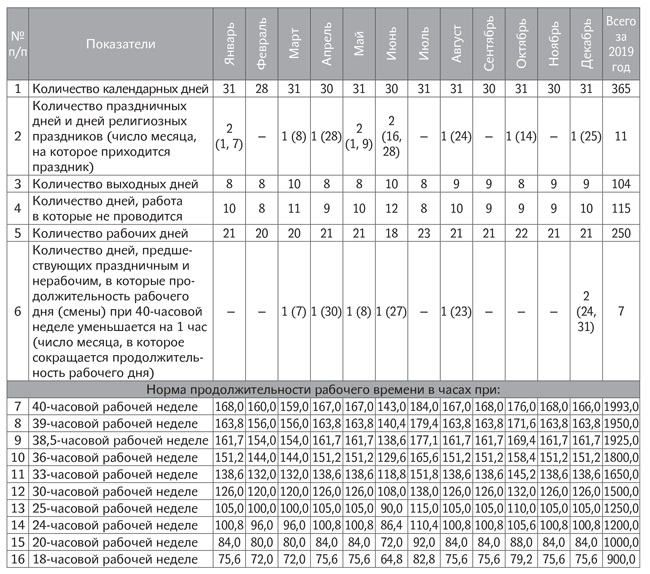 № п/п Показатели Январь Февраль Март Апрель Май Июнь Июль Август Сентябрь Октябрь Ноябрь Декабрь Всего за 2019 год
1 Количество календарных дней 31 28 31 30 31 30 31 31 30 31 30 31 365
2 Количество праздничных дней и дней религиозных праздников (число месяца, на которое приходится праздник) 2 (1, 7) – 1 (8) 1 (28) 2 (1, 9) 2 (16, 28) – 1 (24) – 1 (14) – 1 (25) 11
3 Количество выходных дней 8 8 10 8 8 10 8 9 9 8 9 9 104
4 Количество дней, работа в которые не проводится 10 8 11 9 10 12 8 10 9 9 9 10 115
5 Количество рабочих дней 21 20 20 21 21 18 23 21 21 22 21 21 250
6 Количество дней, предше-
ствующих праздничным и
нерабочим, в которые про-
должительность рабочего
дня (смены) при 40-часовой
неделе уменьшается на 1 час
(число месяца, в которое
сокращается продолжитель-
ность рабочего дня) – – 1 (7) 1 (30) 1 (8) 1 (27) – 1 (23) – – – 2 (24, 31) 7
Норма продолжительности рабочего времени в часах при:
7 40-часовой рабочей неделе 168,0 160,0 159,0 167,0 167,0 143,0 184,0 167,0 168,0 176,0 168,0 166,0 1993,0
8 39-часовой рабочей неделе 163,8 156,0 156,0 163,8 163,8 140,4 179,4 163,8 163,8 171,6 163,8 163,8 1950,0
9 38,5-часовой рабочей неделе 161,7 154,0 154,0 161,7 161,7 138,6 177,1 161,7 161,7 169,4 161,7 161,7 1925,0
10 36-часовой рабочей неделе 151,2 144,0 144,0 151,2 151,2 129,6 165,6 151,2 151,2 158,4 151,2 151,2 1800,0
11 33-часовой рабочей неделе 138,6 132,0 132,0 138,6 138,6 118,8 151,8 138,6 138,6 145,2 138,6 138,6 1650,0
12 30-часовой рабочей неделе 126,0 120,0 120,0 126,0 126,0 108,0 138,0 126,0 126,0 132,0 126,0 126,0 1500,0
13 25-часовой рабочей неделе 105,0 100,0 100,0 105,0 105,0 90,0 115,0 105,0 105,0 110,0 105,0 105,0 1250,0
14 24-часовой рабочей неделе 100,8 96,0 96,0 100,8 100,8 86,4 110,4 100,8 100,8 105,6 100,8 100,8 1200,0
15 20-часовой рабочей неделе 84,0 80,0 80,0 84,0 84,0 72,0 92,0 84,0 84,0 88,0 84,0 84,0 1000,0
16 18-часовой рабочей неделе 75,6 72,0 72,0 75,6 75,6 64,8 82,8 75,6 75,6 79,2 75,6 75,6 900,0